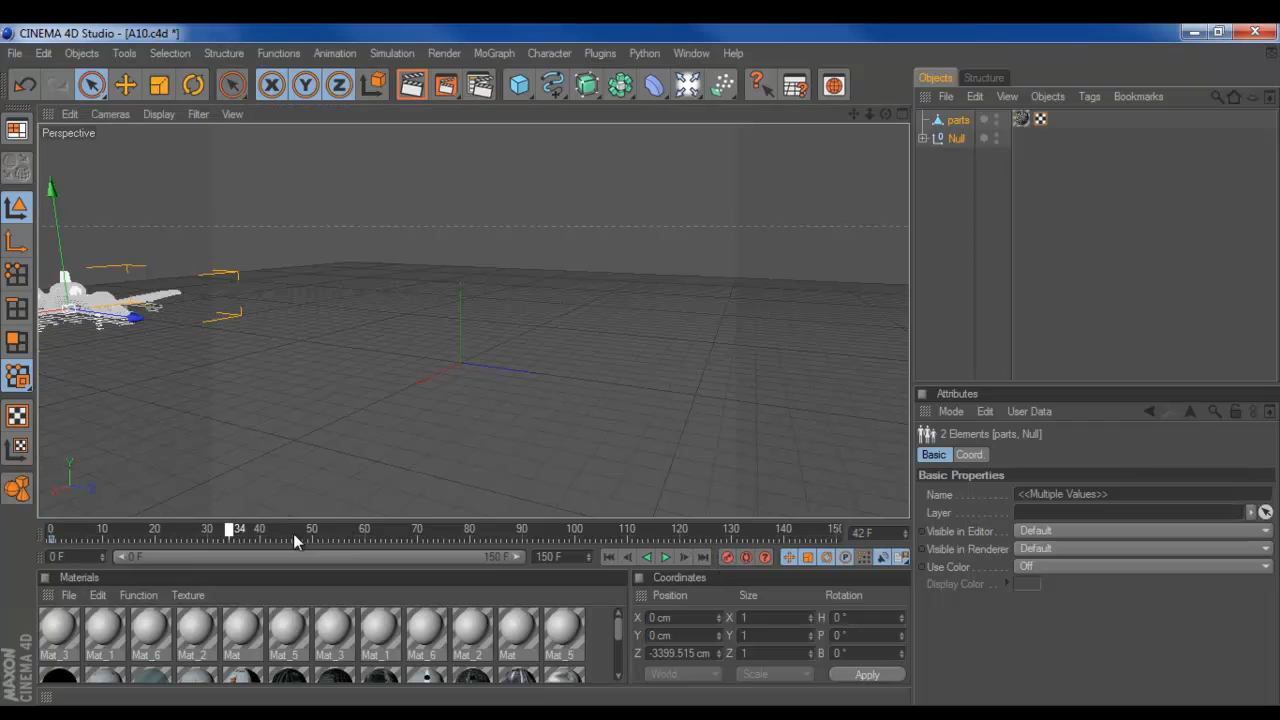 CINEMA 4D Studio - [A10.c4d *]
File Edit Objects Tools Selection Structure Functions Animation Simulation Render MoGraph Character Plugins Python Window Help
X Y Z
Objects Structure
File Edit View Objects Tags Bookmarks
parts
Null
Edit Cameras Display Filter View
Perspective
Y
X Z
Attributes
Mode Edit User Data
2 Elements [parts, Null]
Basic Coord.
Basic Properties
Name <<Multiple Values>>
Layer
Visible in Editor Default
Visible in Renderer Default
Use Color Off
Display Color
0 10 20 30 34 40 50 60 70 80 90 100 110 120 130 140 150 42 F
0 F 0 F 150 F 150 F
Materials
File Edit Function Texture
Mat_3 Mat_1 Mat_6 Mat_2 Mat Mat_5 Mat_3 Mat_1 Mat_6 Mat_2 Mat Mat_5
Coordinates
Position Size Rotation
X 0 cm X 1 H 0 °
Y 0 cm Y 1 P 0 °
Z -3399.515 cm Z 1 B 0 °
World Scale Apply
MAXON
CINEMA 4D